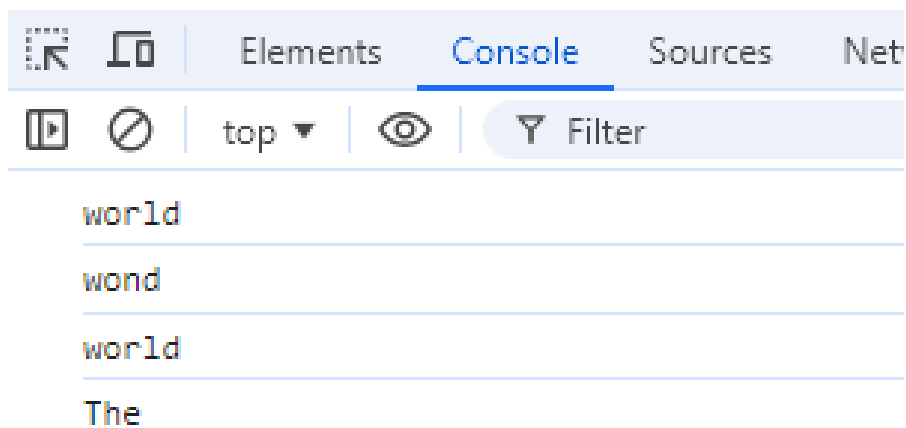 Elements Console Sources Net
top Filter
world
wond
world
The